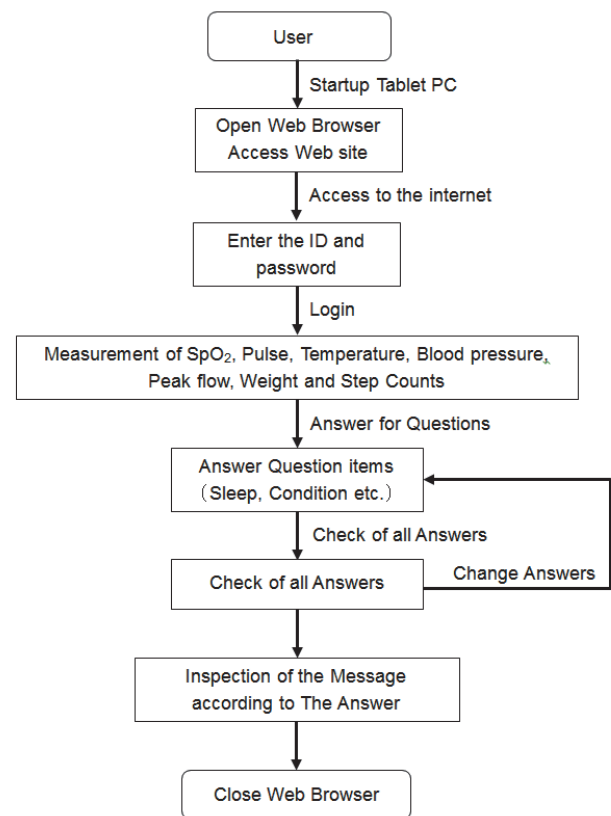 User
Startup Tablet PC
Open Web Browser
Access Web site
Access to the internet
Enter the ID and
password
Login
Measurement of SpO₂, Pulse, Temperature, Blood pressure,
Peak flow, Weight and Step Counts
Answer for Questions
Answer Question items
（Sleep, Condition etc.）
Check of all Answers
Check of all Answers
Change Answers
Inspection of the Message
according to The Answer
Close Web Browser